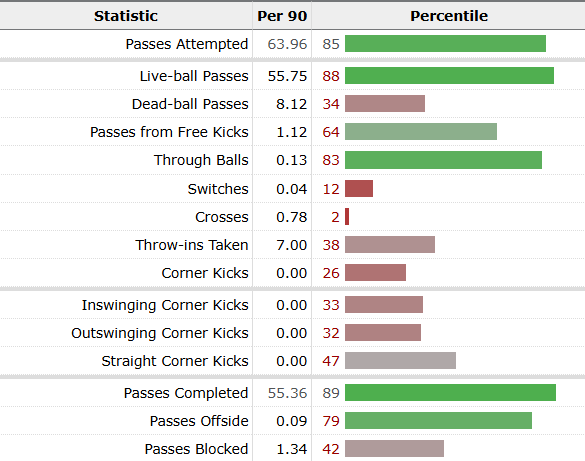 Statistic Per 90 Percentile
Passes Attempted 63.96 85
Live-ball Passes 55.75 88
Dead-ball Passes 8.12 34
Passes from Free Kicks 1.12 64
Through Balls 0.13 83
Switches 0.04 12
Crosses 0.78 2
Throw-ins Taken 7.00 38
Corner Kicks 0.00 26
Inswinging Corner Kicks 0.00 33
Outswinging Corner Kicks 0.00 32
Straight Corner Kicks 0.00 47
Passes Completed 55.36 89
Passes Offside 0.09 79
Passes Blocked 1.34 42